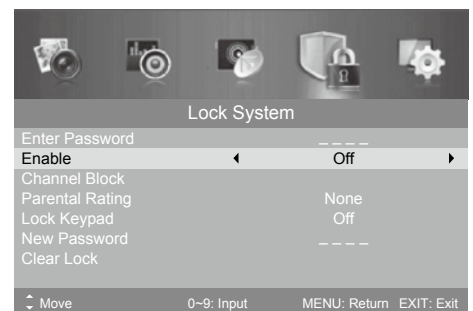 Lock System
Enter Password _ _ _ _
Enable Off
Channel Block
Parental Rating None
Lock Keypad Off
New Password _ _ _ _
Clear Lock
Move 0~9: Input MENU: Return EXIT: Exit